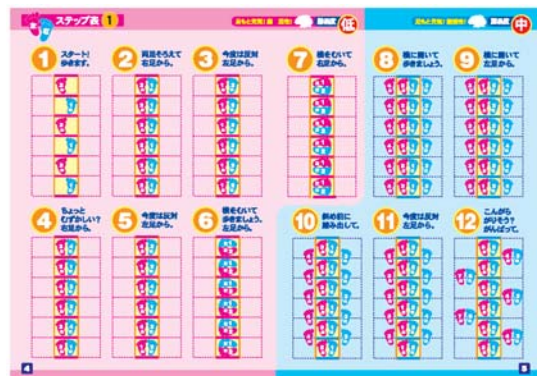 ステップ表 1
低
中
1
スタート!
歩きます。
2
両足そろえて
右足から。
3
今度は反対
左足から。
7
横をむいて
右足から。
8
横に開いて
歩きましょう。
9
横に開いて
左足から。
4
ちょっと
むずかしい?
右足から。
5
今度は反対
左足から。
6
横をむいて
歩きましょう。
左足から。
10
斜め前に
踏み出して。
11
今度は反対
左足から。
12
こんがら
がりそう?
がんばって。
4
5